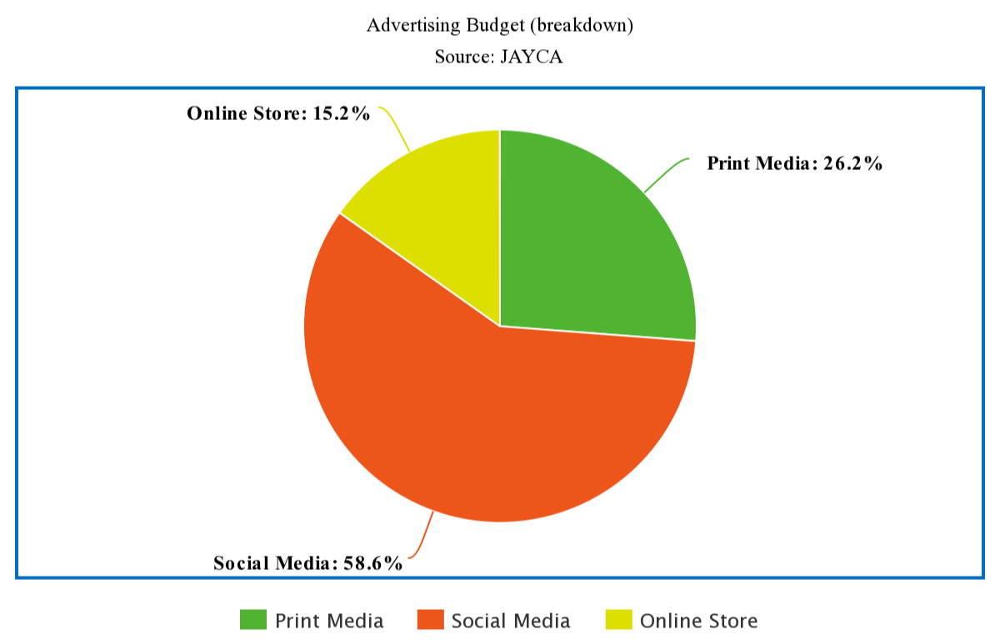 Advertising Budget (breakdown)
Source: JAYCA
Online Store: 15.2%
Print Media: 26.2%
Social Media: 58.6%
Print Media
Social Media
Online Store